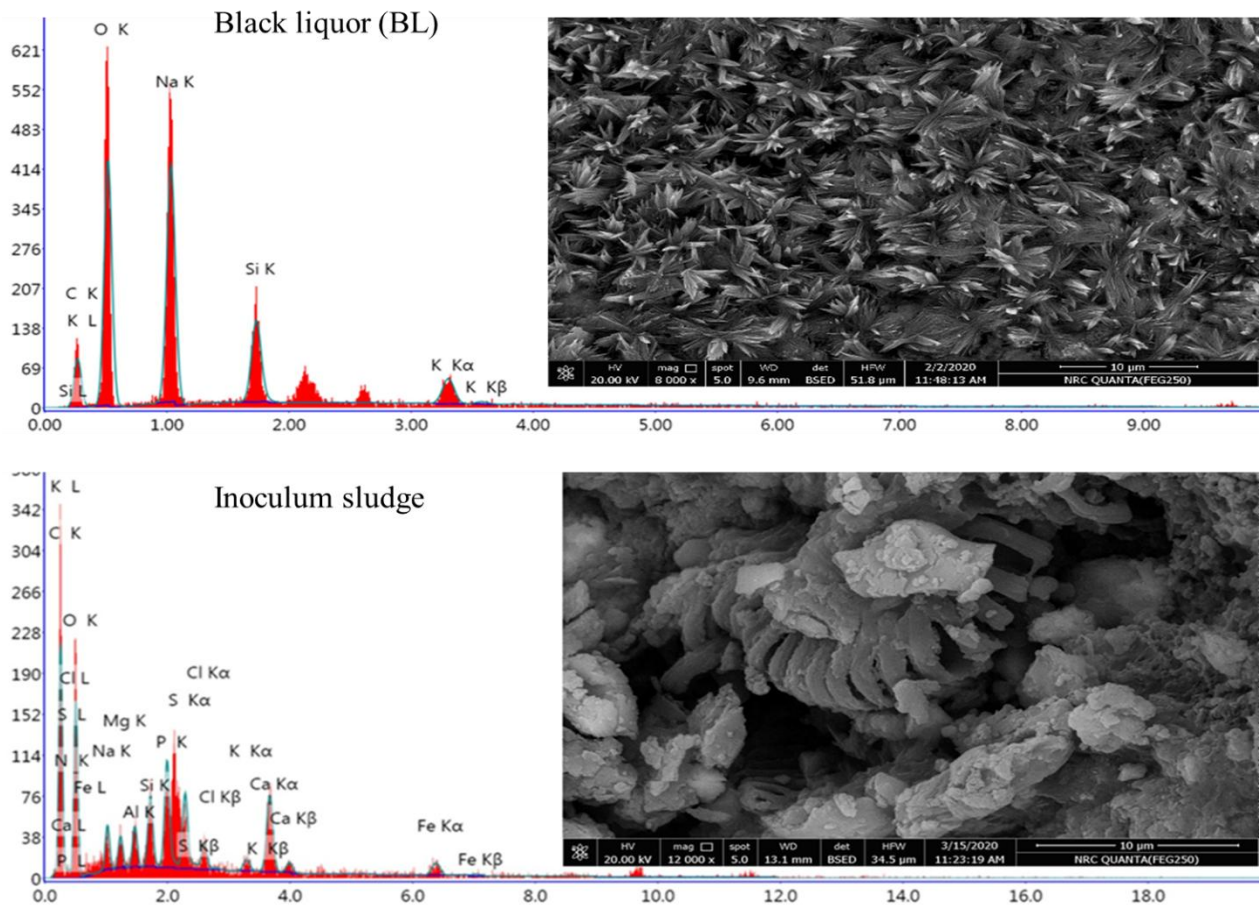 Black liquor (BL)
O K
621
552
Na K
483
414
345
276
Si K
207
C K
K L
138
K Kα
69
K Kβ
Si L
0
0.00 1.00 2.00 3.00 4.00 5.00 6.00 7.00 8.00 9.00
HV mag spot WD det HFW 2/2/2020 10 µm
20.00 kV 8 000 x 5.0 9.6 mm BSED 51.8 µm 11:48:13 AM NRC QUANTA(FEG250)
K L
Inoculum sludge
342
C K
304
266
O K
228
190
Cl Kα
Cl L
S Kα
152
S L
Mg K
P K
Na K
K Kα
114
N K
Fe L
Si K
Ca Kα
76
Cl Kβ
Al K
Ca Kβ
Ca L
Fe Kα
38
S Kβ
K Kβ
P L
Fe Kβ
0
0.0 2.0 4.0 6.0 8.0 10.0 12.0 14.0 16.0 18.0
HV mag spot WD det HFW 3/15/2020 10 µm
20.00 kV 12 000 x 5.0 13.1 mm BSED 34.5 µm 11:23:19 AM NRC QUANTA(FEG250)